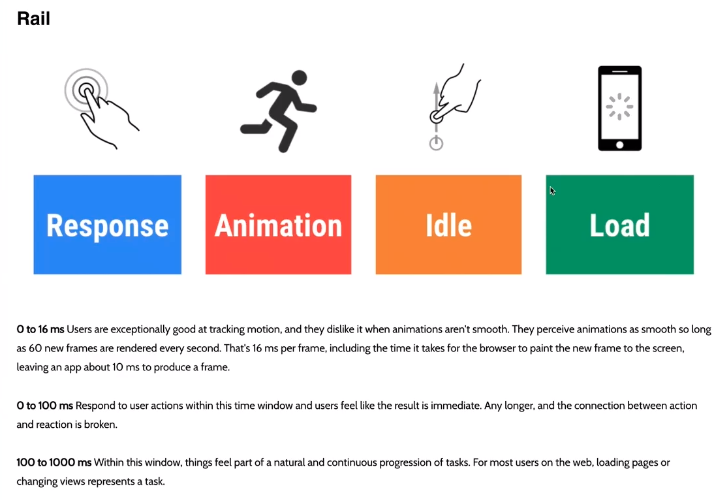 Rail
Response
Animation
Idle
Load
0 to 16 ms Users are exceptionally good at tracking motion, and they dislike it when animations aren't smooth. They perceive animations as smooth so long
as 60 new frames are rendered every second. That's 16 ms per frame, including the time it takes for the browser to paint the new frame to the screen,
leaving an app about 10 ms to produce a frame.
0 to 100 ms Respond to user actions within this time window and users feel like the result is immediate. Any longer, and the connection between action
and reaction is broken.
100 to 1000 ms Within this window, things feel part of a natural and continuous progression of tasks. For most users on the web, loading pages or
changing views represents a task.